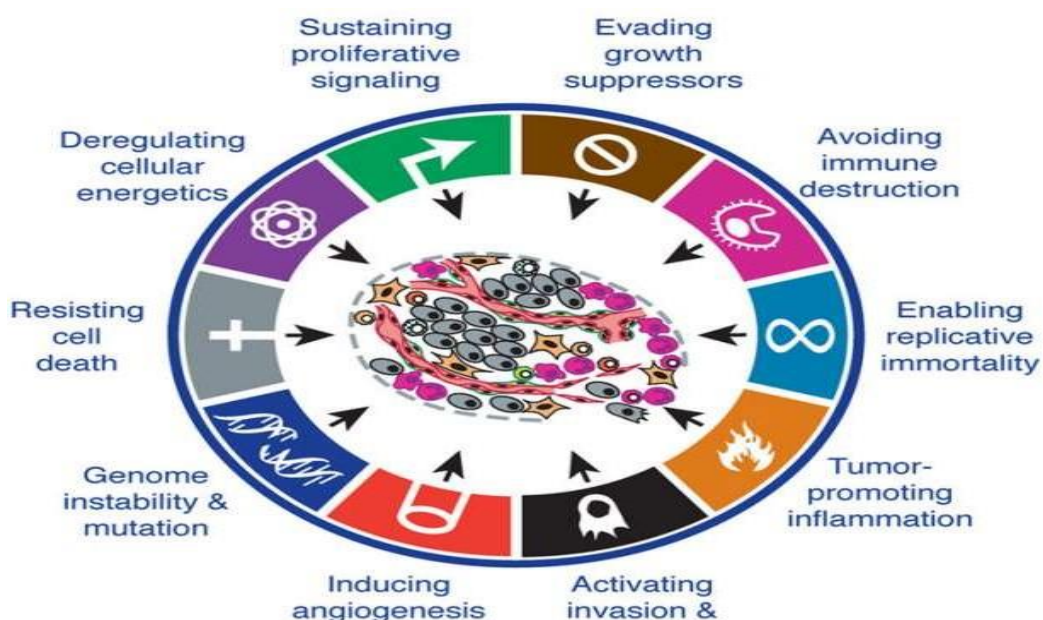 Sustaining
proliferative
signaling
Evading
growth
suppressors
Avoiding
immune
destruction
Enabling
replicative
immortality
Tumor-
promoting
inflammation
Activating
invasion &
Inducing
angiogenesis
Genome
instability &
mutation
Resisting
cell
death
Deregulating
cellular
energetics